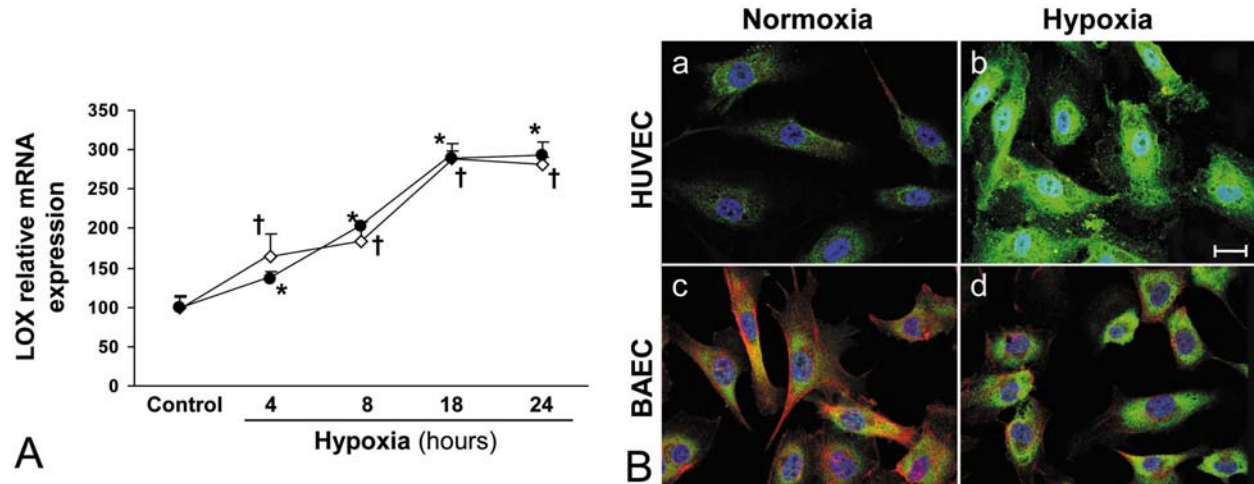 350
300
250
200
150
100
50
0
LOX relative mRNA
expression
† * * † * † * †
Control 4 8 18 24
Hypoxia (hours)
A
Normoxia Hypoxia
HUVEC
a b
BAEC
c d
B